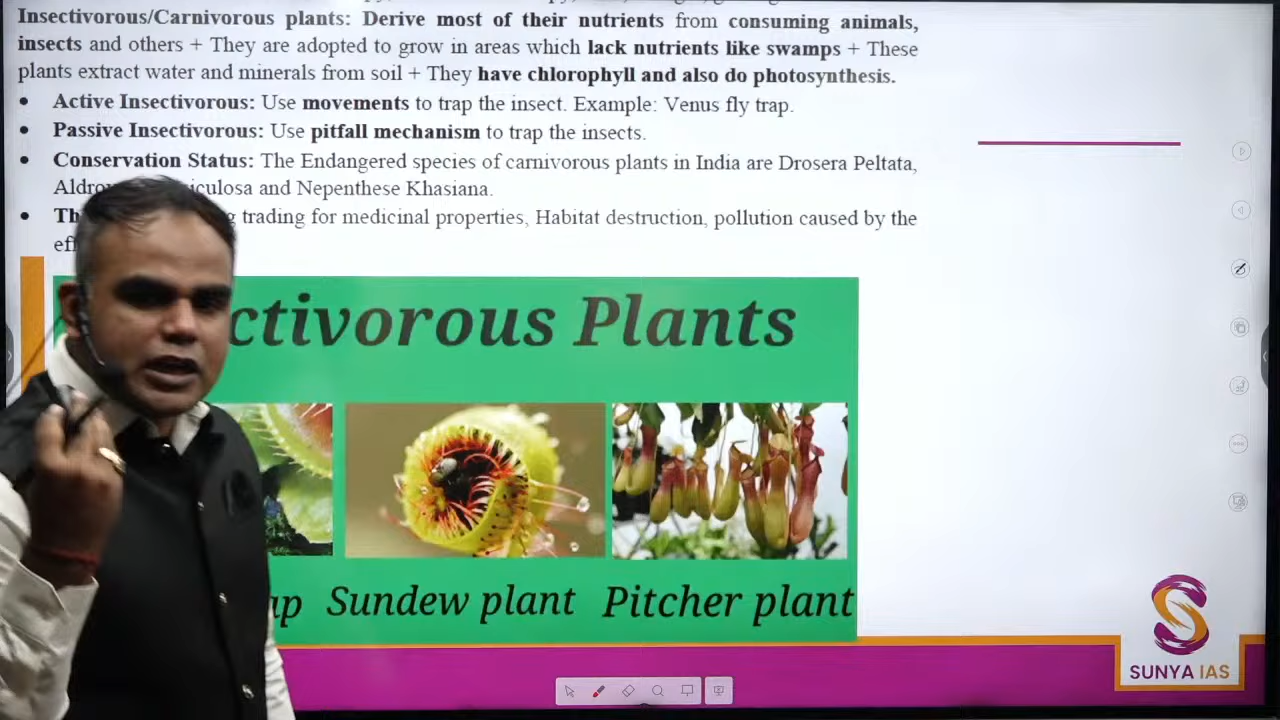 Insectivorous/Carnivorous plants: Derive most of their nutrients from consuming animals,
insects and others + They are adopted to grow in areas which lack nutrients like swamps + These
plants extract water and minerals from soil + They have chlorophyll and also do photosynthesis.
• Active Insectivorous: Use movements to trap the insect. Example: Venus fly trap.
• Passive Insectivorous: Use pitfall mechanism to trap the insects.
• Conservation Status: The Endangered species of carnivorous plants in India are Drosera Peltata,
and Nepenthese Khasiana.
• trading for medicinal properties, Habitat destruction, pollution caused by the
ctivorous Plants
Sundew plant Pitcher plant
SUNYA IAS